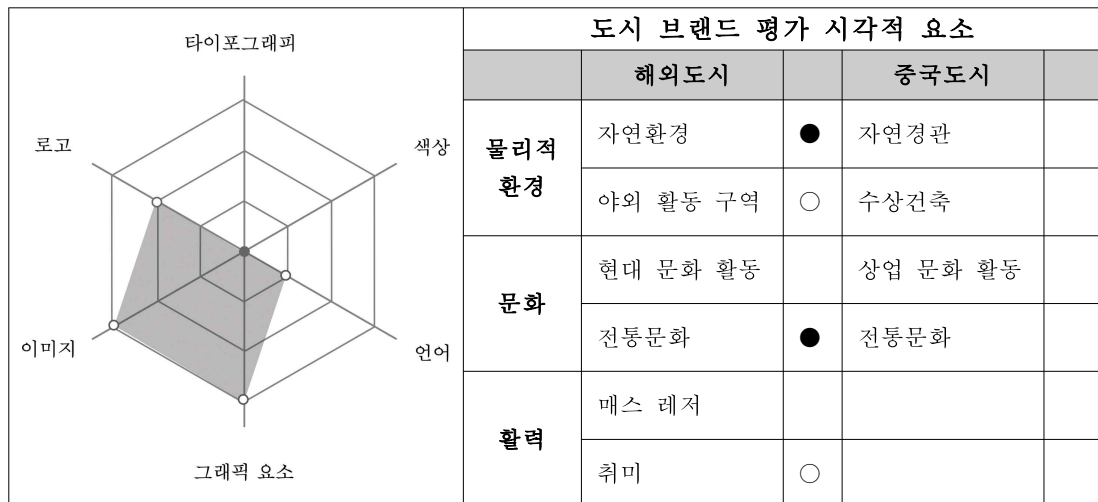 타이포그래피
로고
색상
이미지
언어
그래픽 요소
도시 브랜드 평가 시각적 요소
해외도시 중국도시
물리적
환경
자연환경 ● 자연경관
야외 활동 구역 ○ 수상건축
문화
현대 문화 활동 상업 문화 활동
전통문화 ● 전통문화
활력
매스 레저
취미 ○